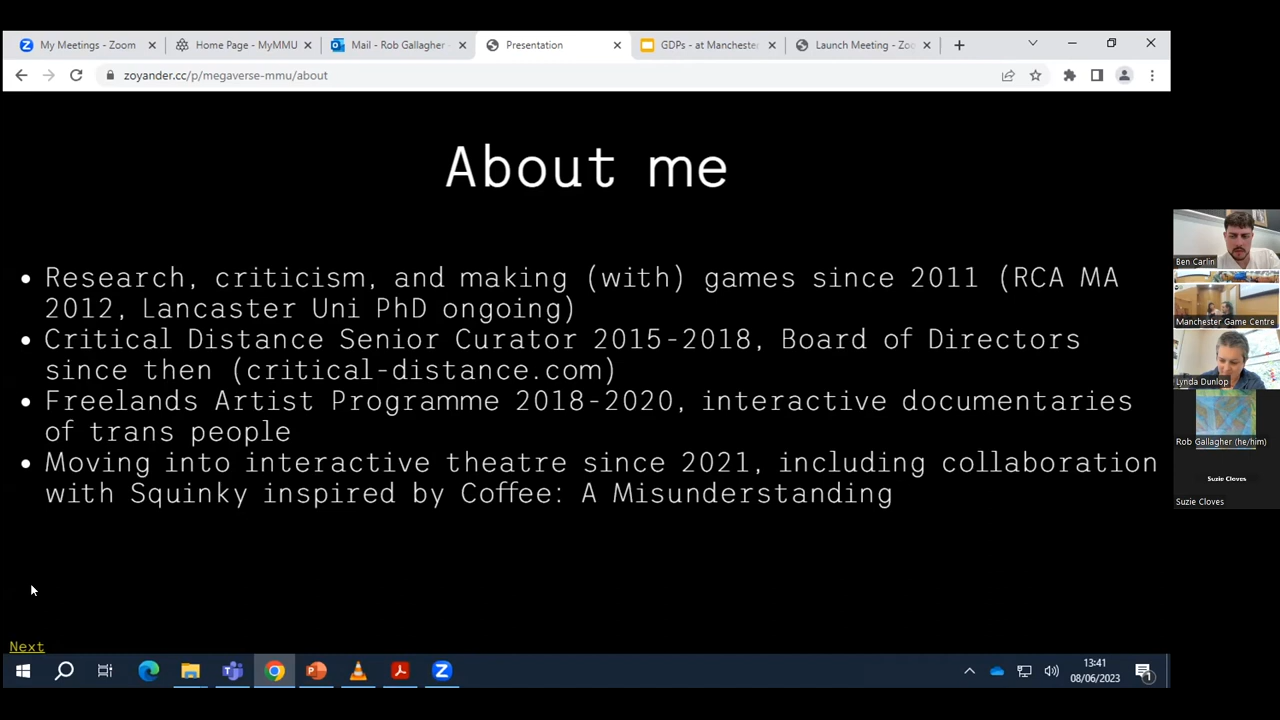 My Meetings - Zoom
Home Page - MyMMU
Mail - Rob Gallagher
Presentation
GDPs - at Manchester
Launch Meeting - Zoo
zoyander.cc/p/megaverse-mmu/about
About me
• Research, criticism, and making (with) games since 2011 (RCA MA
2012, Lancaster Uni PhD ongoing)
• Critical Distance Senior Curator 2015-2018, Board of Directors
since then (critical-distance.com)
• Freelands Artist Programme 2018-2020, interactive documentaries
of trans people
• Moving into interactive theatre since 2021, including collaboration
with Squinky inspired by Coffee: A Misunderstanding
Next
Ben Carlin
Manchester Game Centre
Lynda Dunlop
Rob Gallagher (he/him)
Suzie Cloves
Suzie Cloves
13:41
08/06/2023
1